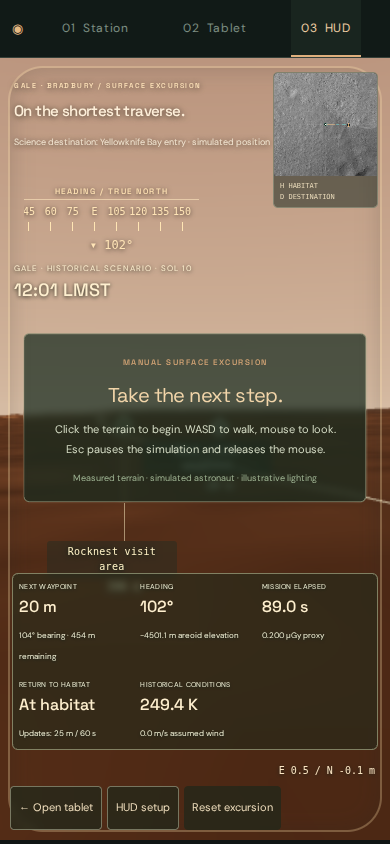 01 Station
02 Tablet
03 HUD
GALE · BRADBURY / SURFACE EXCURSION
On the shortest traverse.
Science destination: Yellowknife Bay entry · simulated position
H HABITAT
D DESTINATION
HEADING / TRUE NORTH
45 60 75 E 105 120 135 150
▾ 102°
GALE · HISTORICAL SCENARIO · SOL 10
12:01 LMST
MANUAL SURFACE EXCURSION
Take the next step.
Click the terrain to begin. WASD to walk, mouse to look.
Esc pauses the simulation and releases the mouse.
Measured terrain · simulated astronaut · illustrative lighting
Rocknest visit
area
NEXT WAYPOINT
20 m
104° bearing · 454 m
remaining
HEADING
102°
-4501.1 m areoid elevation
MISSION ELAPSED
89.0 s
0.200 μGy proxy
RETURN TO HABITAT
At habitat
Updates: 25 m / 60 s
HISTORICAL CONDITIONS
249.4 K
0.0 m/s assumed wind
E 0.5 / N -0.1 m
← Open tablet
HUD setup
Reset excursion